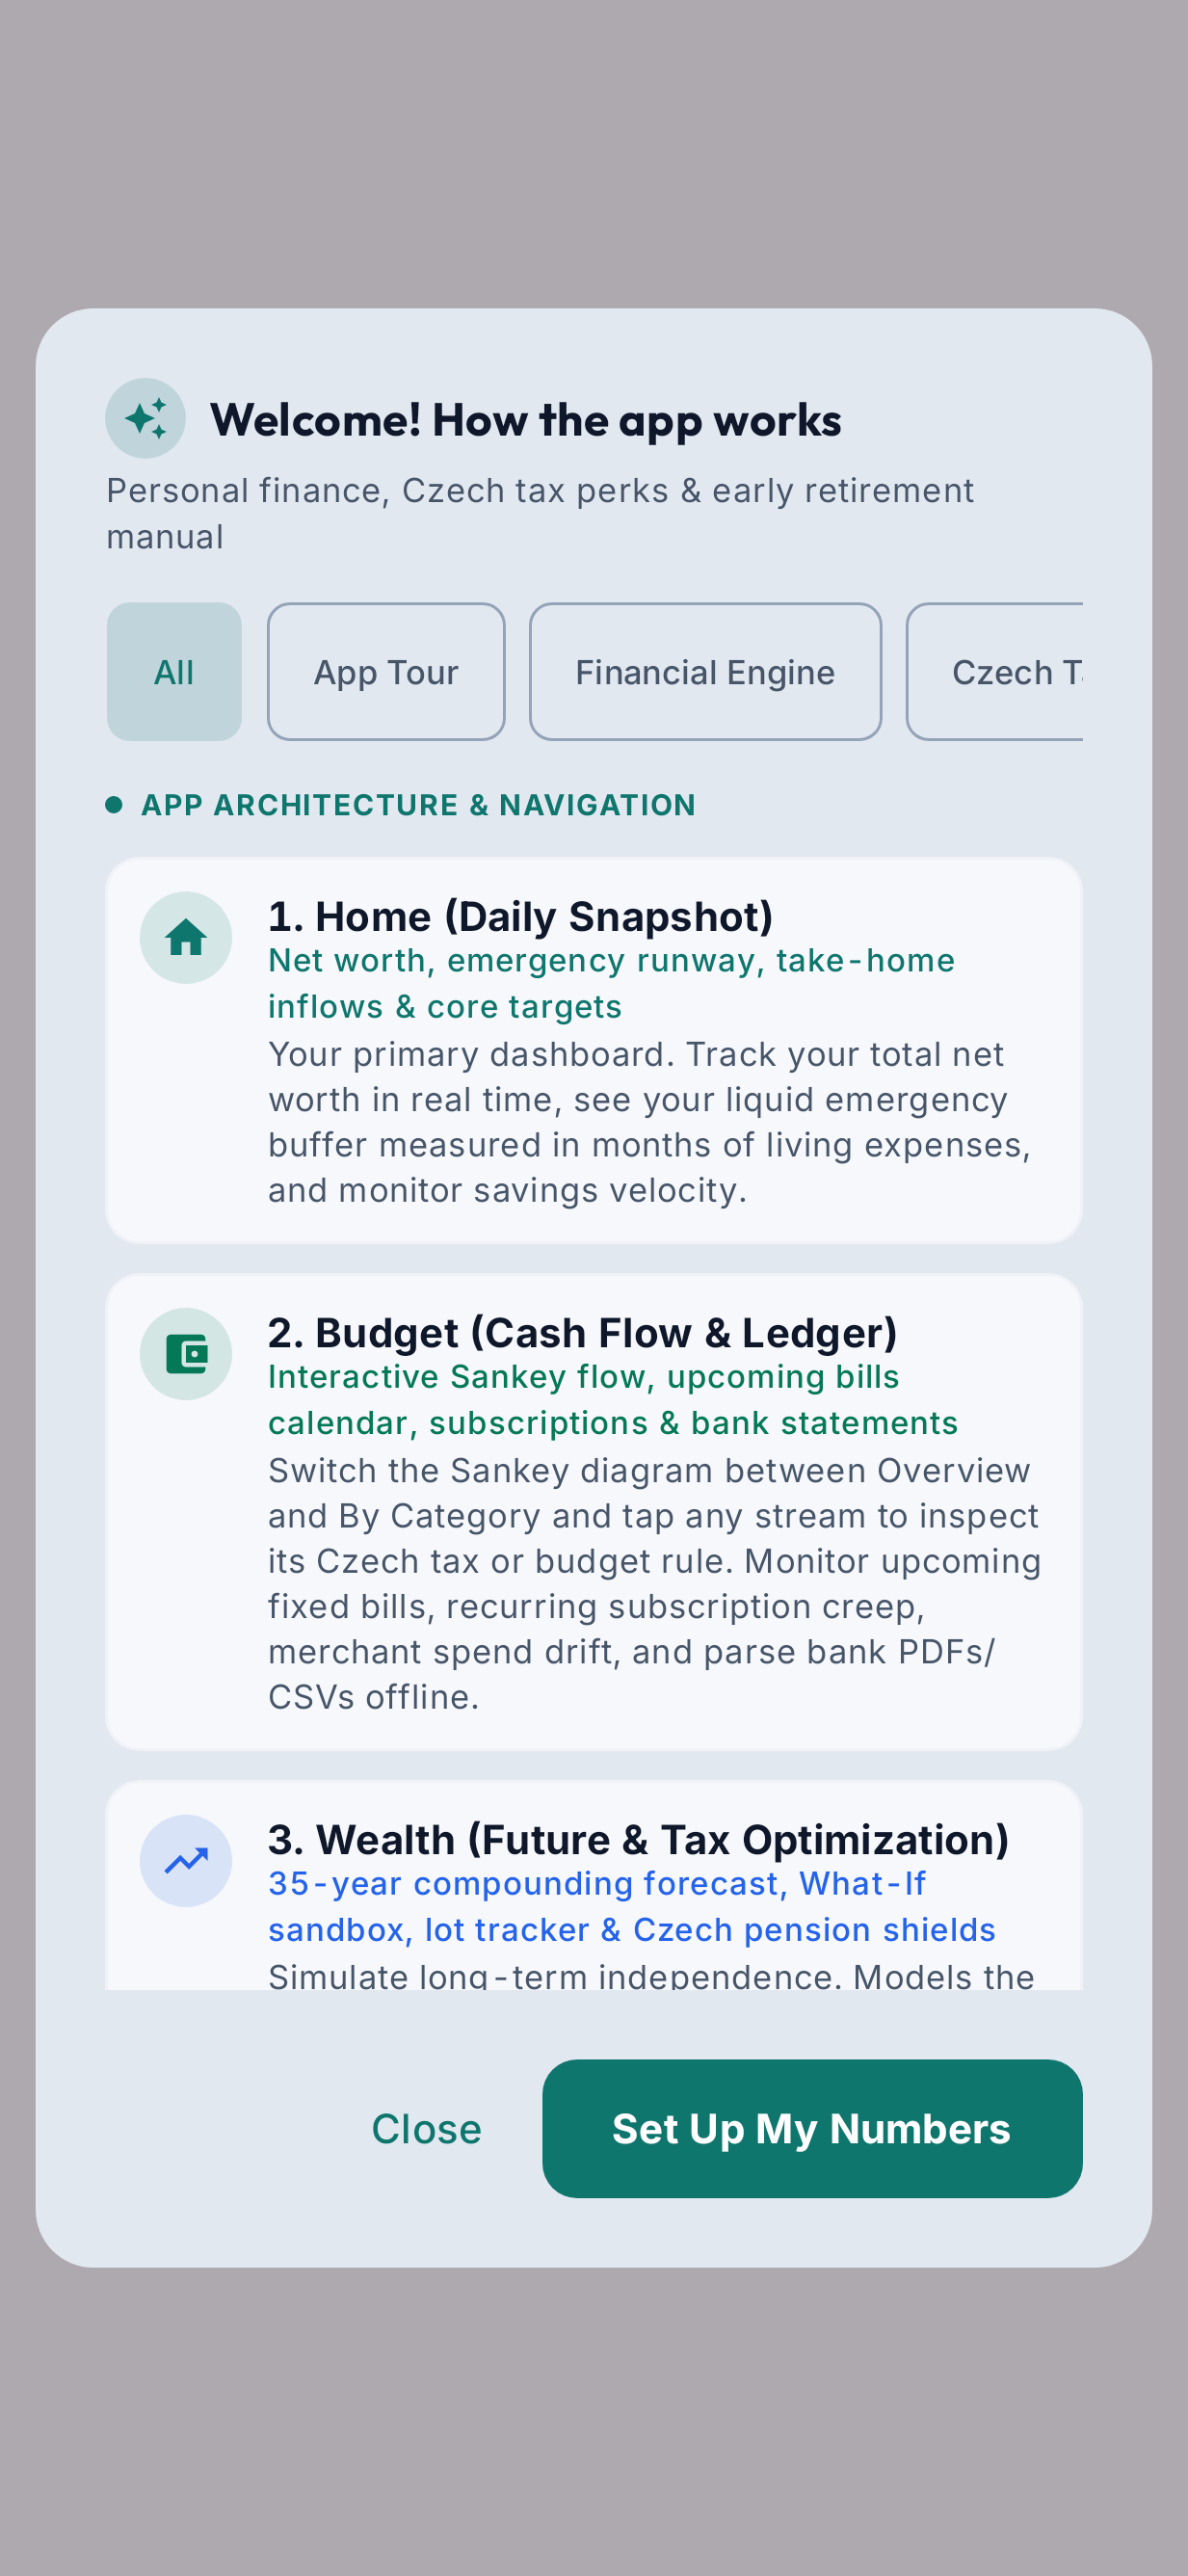 Welcome! How the app works
Personal finance, Czech tax perks & early retirement
manual
All
App Tour
Financial Engine
Czech
APP ARCHITECTURE & NAVIGATION
1. Home (Daily Snapshot)
Net worth, emergency runway, take-home
inflows & core targets
Your primary dashboard. Track your total net
worth in real time, see your liquid emergency
buffer measured in months of living expenses,
and monitor savings velocity.
2. Budget (Cash Flow & Ledger)
Interactive Sankey flow, upcoming bills
calendar, subscriptions & bank statements
Switch the Sankey diagram between Overview
and By Category and tap any stream to inspect
its Czech tax or budget rule. Monitor upcoming
fixed bills, recurring subscription creep,
merchant spend drift, and parse bank PDFs/
CSVs offline.
3. Wealth (Future & Tax Optimization)
35-year compounding forecast, What-If
sandbox, lot tracker & Czech pension shields
Simulate long-term independence. Models the
Close
Set Up My Numbers